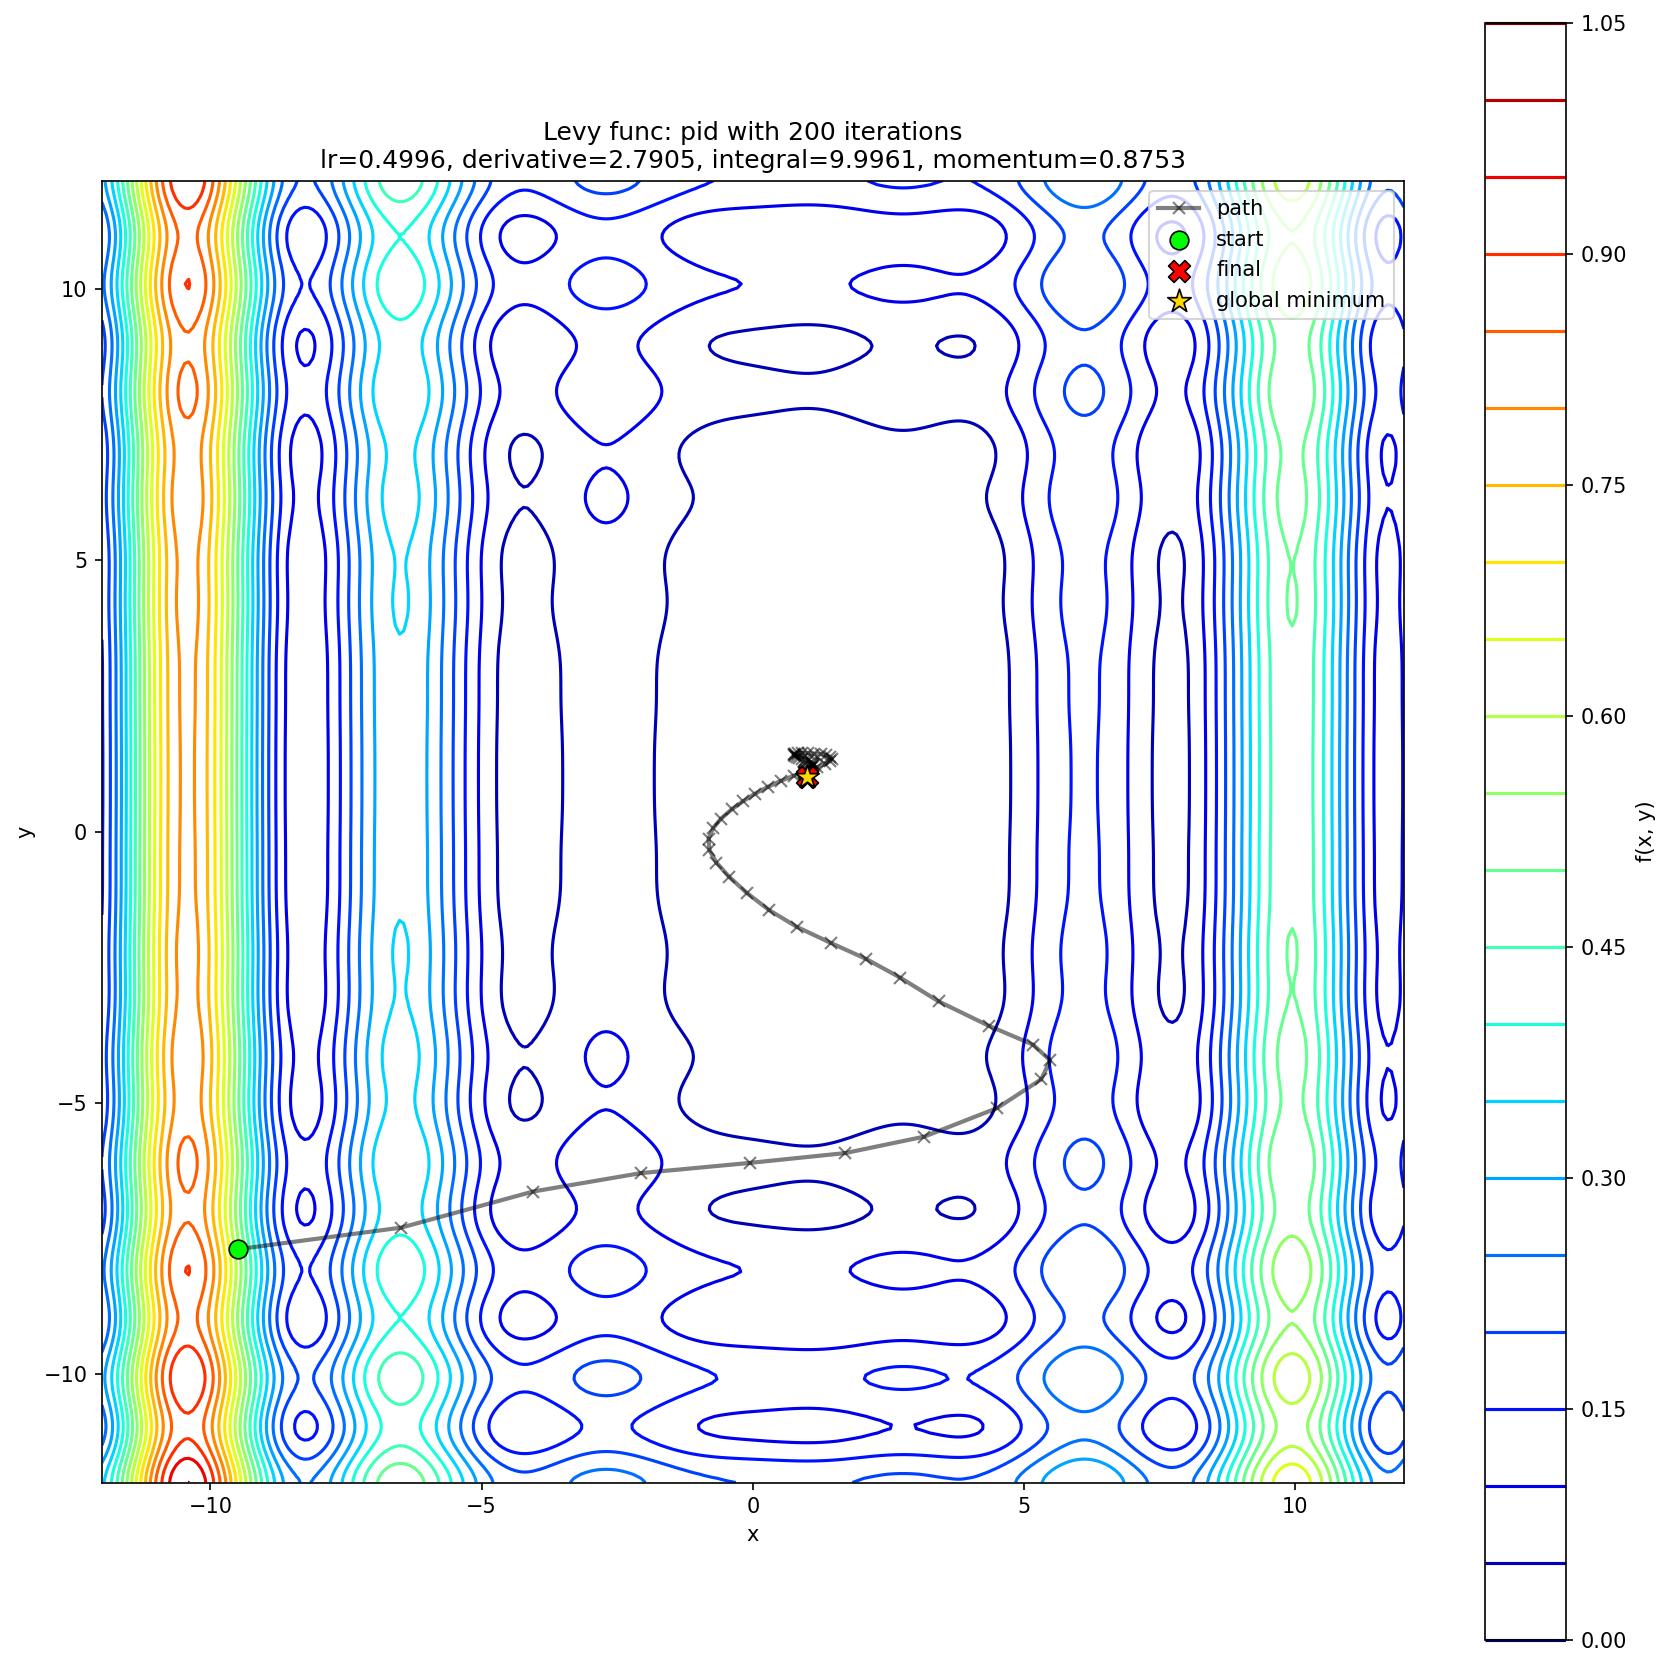 Levy func: pid with 200 iterations
lr=0.4996, derivative=2.7905, integral=9.9961, momentum=0.8753
path
start
final
global minimum
10
5
0
−5
−10
y
−10
−5
0
5
10
x
1.05
0.90
0.75
0.60
0.45
0.30
0.15
0.00
f(x, y)